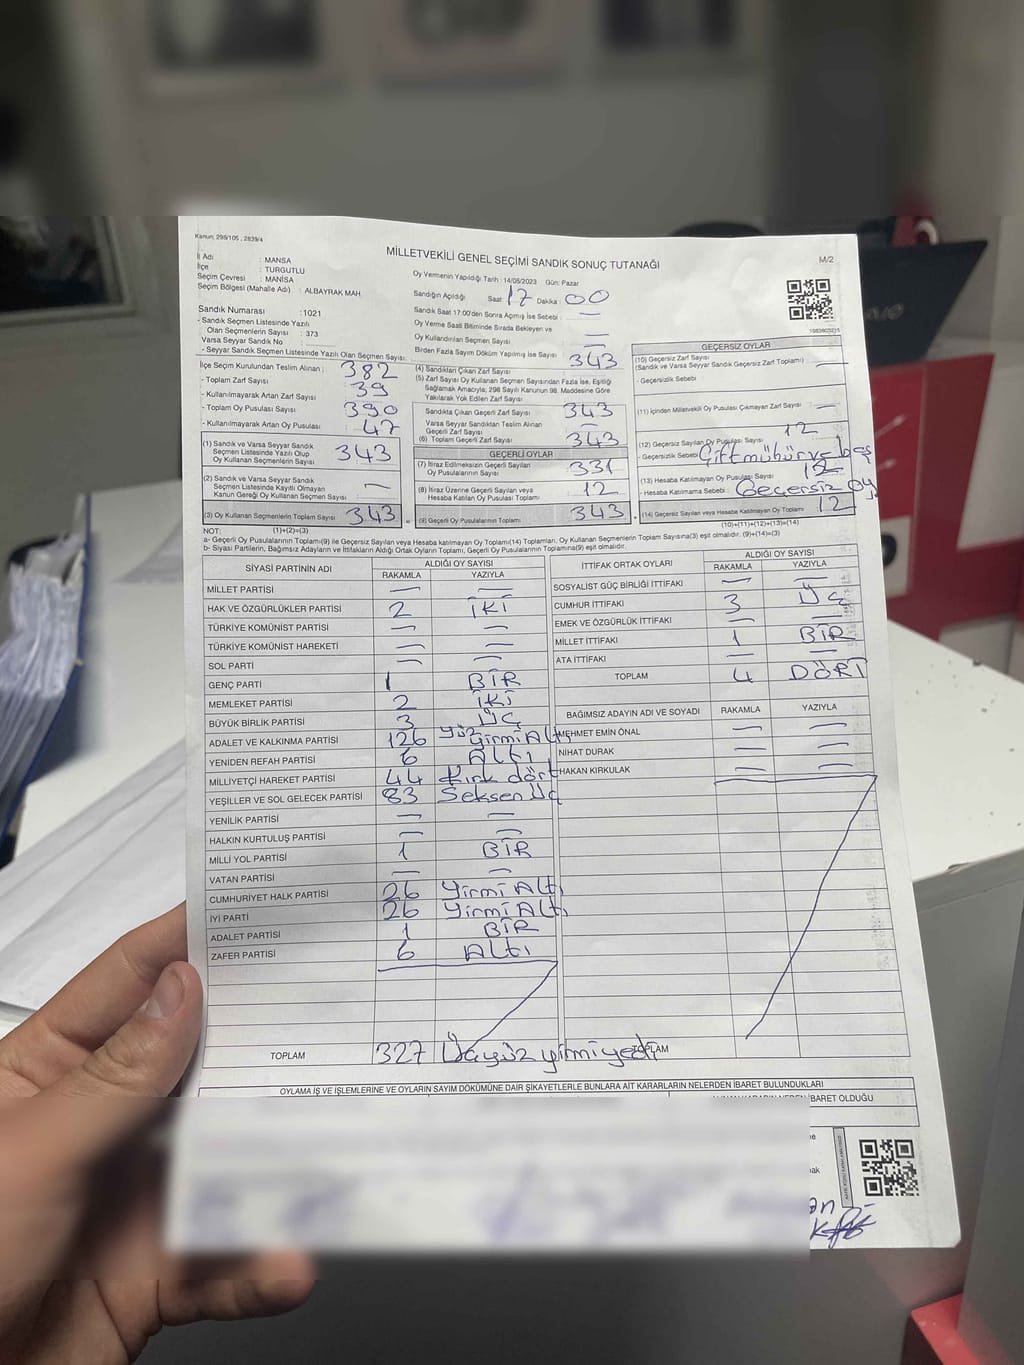 Kanun; 298/105 , 2839/4
MİLLETVEKİLİ GENEL SEÇİMİ SANDIK SONUÇ TUTANAĞI
M/2
İl Adı : MANSA
İlçe : TURGUTLU
Seçim Çevresi : MANİSA
Seçim Bölgesi (Mahalle Adı) : ALBAYRAK MAH
Oy Vermenin Yapıldığı Tarih : 14/05/2023 Gün: Pazar
Sandığın Açıldığı Saat: 17 Dakika: 00
Sandık Saat 17:00'den Sonra Açımış İse Sebebi : —
Oy Verme Saati Bitiminde Sırada Bekleyen ve
Oy Kullandırılan Seçmen Sayısı : —
Birden Fazla Sayım Döküm Yapılmış İse Sayısı : 343
Sandık Numarası :1021
- Sandık Seçmen Listesinde Yazılı
Olan Seçmenlerin Sayısı : 373
Varsa Seyyar Sandık No :
- Seyyar Sandık Seçmen Listesinde Yazılı Olan Seçmen Sayısı:
İlçe Seçim Kurulundan Teslim Alınan : 382
- Toplam Zarf Sayısı
- Kullanılmayarak Artan Zarf Sayısı : 39
- Toplam Oy Pusulası Sayısı : 390
- Kullanılmayarak Artan Oy Pusulası : 47
(1) Sandık ve Varsa Seyyar Sandık
Seçmen Listesinde Yazılı Olup
Oy Kullanan Seçmenlerin Sayısı : 343
(2) Sandık ve Varsa Seyyar Sandık
Seçmen Listesinde Kayıtlı Olmayan
Kanun Gereği Oy Kullanan Seçmen Sayısı : —
(3) Oy Kullanan Seçmenlerin Toplam Sayısı : 343
(1)+(2)=(3)
(4) Sandıktan Çıkan Zarf Sayısı
(5) Zarf Sayısı Oy Kullanan Seçmen Sayısından Fazla İse, Eşitliği
Sağlamak Amacıyla; 298 Sayılı Kanunun 98. Maddesine Göre
Yakılarak Yok Edilen Zarf Sayısı :
Sandıkta Çıkan Geçerli Zarf Sayısı : 343
Varsa Seyyar Sandıktan Teslim Alınan
Geçerli Zarf Sayısı : —
(6) Toplam Geçerli Zarf Sayısı : 343
GEÇERLİ OYLAR
(7) İtiraz Edilmeksizin Geçerli Sayılan
Oy Pusulalarının Sayısı : 331
(8) İtiraz Üzerine Geçerli Sayılan veya
Hesaba Katılan Oy Pusulası Toplamı : 12
(9) Geçerli Oy Pusulalarının Toplamı : 343
GEÇERSİZ OYLAR
(10) Geçersiz Zarf Sayısı
(Sandık ve Varsa Seyyar Sandık Geçersiz Zarf Toplamı) : —
- Geçersizlik Sebebi :
(11) İçinden Milletvekili Oy Pusulası Çıkmayan Zarf Sayısı : —
(12) Geçersiz Sayılan Oy Pusulası Sayısı : 12
- Geçersizlik Sebebi :
(13) Hesaba Katılmayan Oy Pusulası Sayısı : 12
- Hesaba Katılmama Sebebi : Geçersiz Oy
(14) Geçersiz Sayılan veya Hesaba Katılmayan Oy Toplamı : 12
(10)+(11)+(12)+(13)=(14)
NOT:
a- Geçerli Oy Pusulalarının Toplamı(9) ile Geçersiz Sayılan veya Hesaba katılmayan Oy Toplamı(14) Toplamları, Oy Kullanan Seçmenlerin Toplam Sayısına(3) eşit olmalıdır. (9)+(14)=(3)
b- Siyasi Partilerin, Bağımsız Adayların ve İttifakların Aldığı Ortak Oyların Toplamı, Geçerli Oy Pusulalarının Toplamına(9) eşit olmalıdır.
SİYASİ PARTİNİN ADI ALDIĞI OY SAYISI
RAKAMLA YAZIYLA
MİLLET PARTİSİ — —
HAK VE ÖZGÜRLÜKLER PARTİSİ 2 İKİ
TÜRKİYE KOMÜNİST PARTİSİ — —
TÜRKİYE KOMÜNİST HAREKETİ — —
SOL PARTİ — —
GENÇ PARTİ 1 BİR
MEMLEKET PARTİSİ 2 İKİ
BÜYÜK BİRLİK PARTİSİ 3 ÜÇ
ADALET VE KALKINMA PARTİSİ 126 Yüz Yirmi Altı
YENİDEN REFAH PARTİSİ 6 ALTI
MİLLİYETÇİ HAREKET PARTİSİ 44 Kırk dört
YEŞİLLER VE SOL GELECEK PARTİSİ 83 Seksen Üç
YENİLİK PARTİSİ — —
HALKIN KURTULUŞ PARTİSİ — —
MİLLİ YOL PARTİSİ 1 BİR
VATAN PARTİSİ — —
CUMHURİYET HALK PARTİSİ 26 Yirmi Altı
İYİ PARTİ 26 Yirmi Altı
ADALET PARTİSİ 1 BİR
ZAFER PARTİSİ 6 ALTI
TOPLAM 327 Üçyüz yirmi yedi
İTTİFAK ORTAK OYLARI ALDIĞI OY SAYISI
RAKAMLA YAZIYLA
SOSYALİST GÜÇ BİRLİĞİ İTTİFAKI — —
CUMHUR İTTİFAKI 3 ÜÇ
EMEK VE ÖZGÜRLÜK İTTİFAKI — —
MİLLET İTTİFAKI 1 BİR
ATA İTTİFAKI — —
TOPLAM 4 DÖRT
BAĞIMSIZ ADAYIN ADI VE SOYADI RAKAMLA YAZIYLA
MEHMET EMİN ÖNAL — —
NİHAT DURAK — —
HAKAN KIRKULAK — —
TOPLAM
OYLAMA İŞ VE İŞLEMLERİNE VE OYLARIN SAYIM DÖKÜMÜNE DAİR ŞİKAYETLERLE BUNLARA AİT KARARLARIN NELERDEN İBARET BULUNDUKLARI
İBARET OLDUĞU